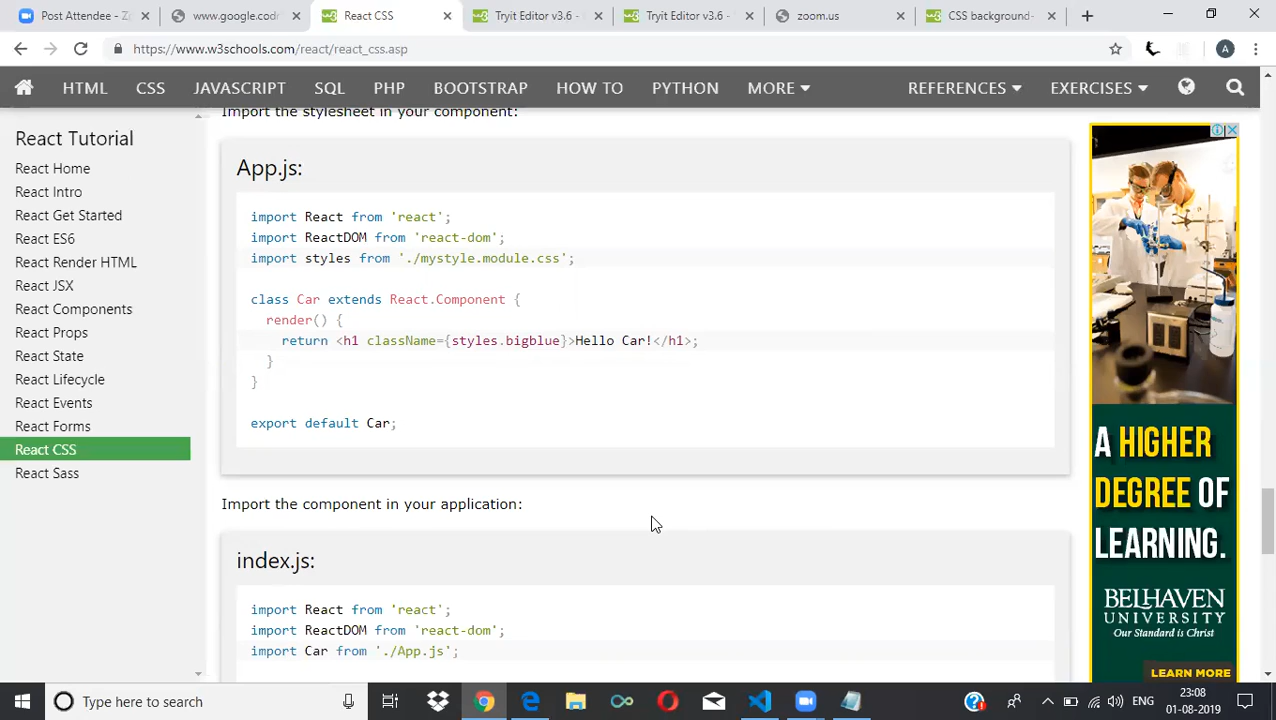 Post Attendee - Zo
www.google.com
React CSS
Tryit Editor v3.6 -
Tryit Editor v3.6 -
zoom.us
CSS background-
https://www.w3schools.com/react/react_css.asp
A
HTML
CSS
JAVASCRIPT
SQL
PHP
BOOTSTRAP
HOW TO
PYTHON
MORE
REFERENCES
EXERCISES
React Tutorial
React Home
React Intro
React Get Started
React ES6
React Render HTML
React JSX
React Components
React Props
React State
React Lifecycle
React Events
React Forms
React CSS
React Sass
Import the stylesheet in your component:
App.js:
import React from 'react';
import ReactDOM from 'react-dom';
import styles from './mystyle.module.css';
class Car extends React.Component {
render() {
return <h1 className={styles.bigblue}>Hello Car!</h1>;
}
}
export default Car;
Import the component in your application:
index.js:
import React from 'react';
import ReactDOM from 'react-dom';
import Car from './App.js';
A HIGHER
DEGREE OF
LEARNING.
BELHAVEN
UNIVERSITY
Our Standard is Christ
LEARN MORE
Type here to search
ENG
23:08
01-08-2019